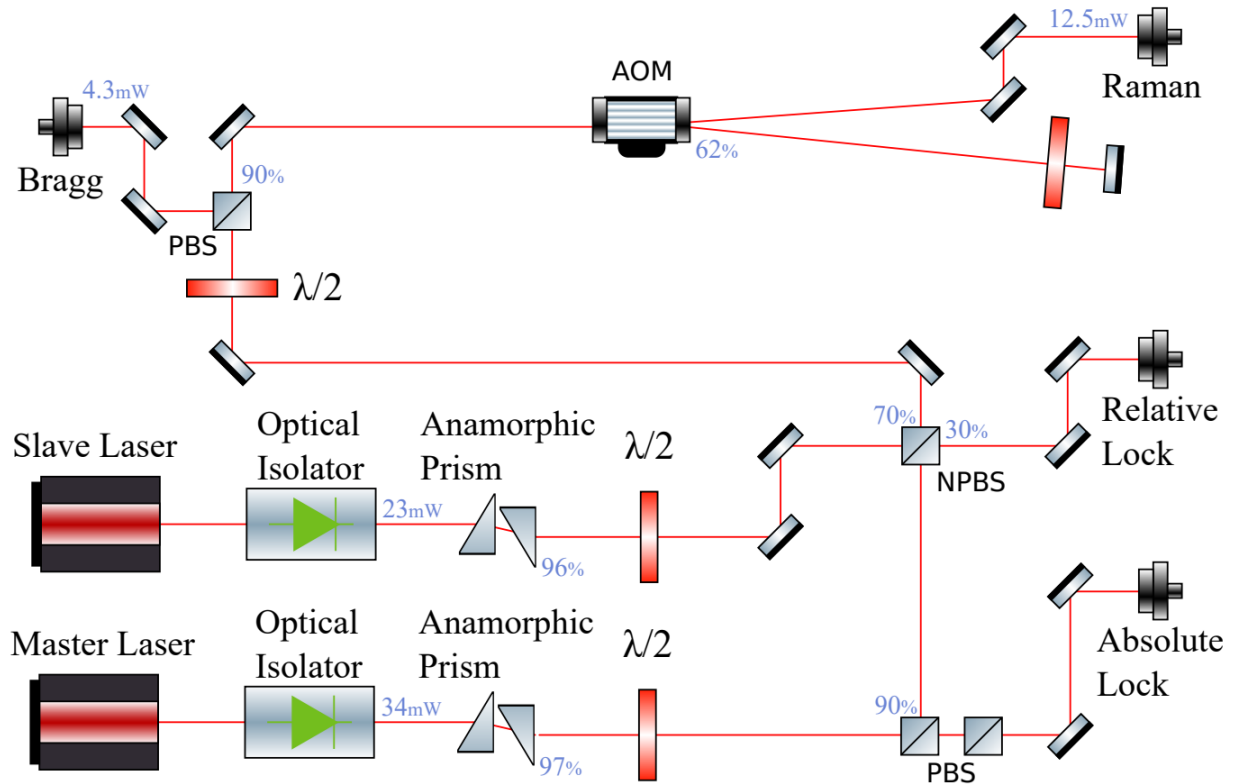 12.5mW
AOM
Raman
4.3mW
62%
Bragg
90%
PBS
λ/2
Slave Laser
Optical
Isolator
Anamorphic
Prism
λ/2
70%
30%
NPBS
Relative
Lock
23mW
96%
Master Laser
Optical
Isolator
Anamorphic
Prism
λ/2
Absolute
Lock
34mW
97%
90%
PBS